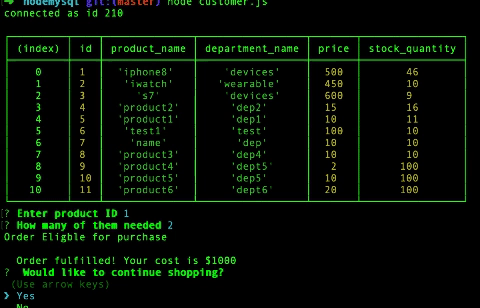 ➜ nodemysql git:(master) node customer.js
connected as id 210
(index) id product_name department_name price stock_quantity
0 1 'iphone8' 'devices' 500 46
1 2 'iwatch' 'wearable' 450 10
2 3 's7' 'devices' 600 9
3 4 'product2' 'dep2' 15 16
4 5 'product1' 'dep1' 10 11
5 6 'test1' 'test' 100 10
6 7 'name' 'dep' 10 10
7 8 'product3' 'dep4' 10 10
8 9 'product4' 'dept5' 2 100
9 10 'product5' 'dep5' 10 100
10 11 'product6' 'dept6' 20 100
? Enter product ID 1
? How many of them needed 2
Order Eligble for purchase
Order fulfilled! Your cost is $1000
? Would like to continue shopping?
(Use arrow keys)
❯ Yes
No